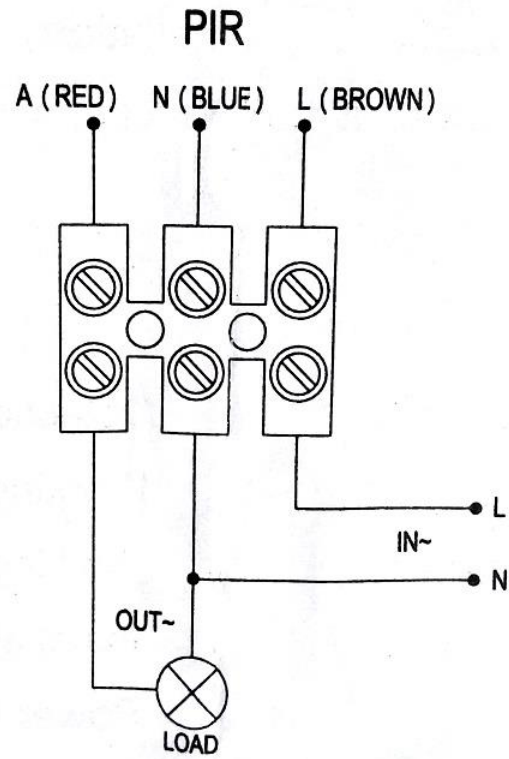 PIR
A (RED) N (BLUE) L (BROWN)
L
IN~
N
OUT~
LOAD